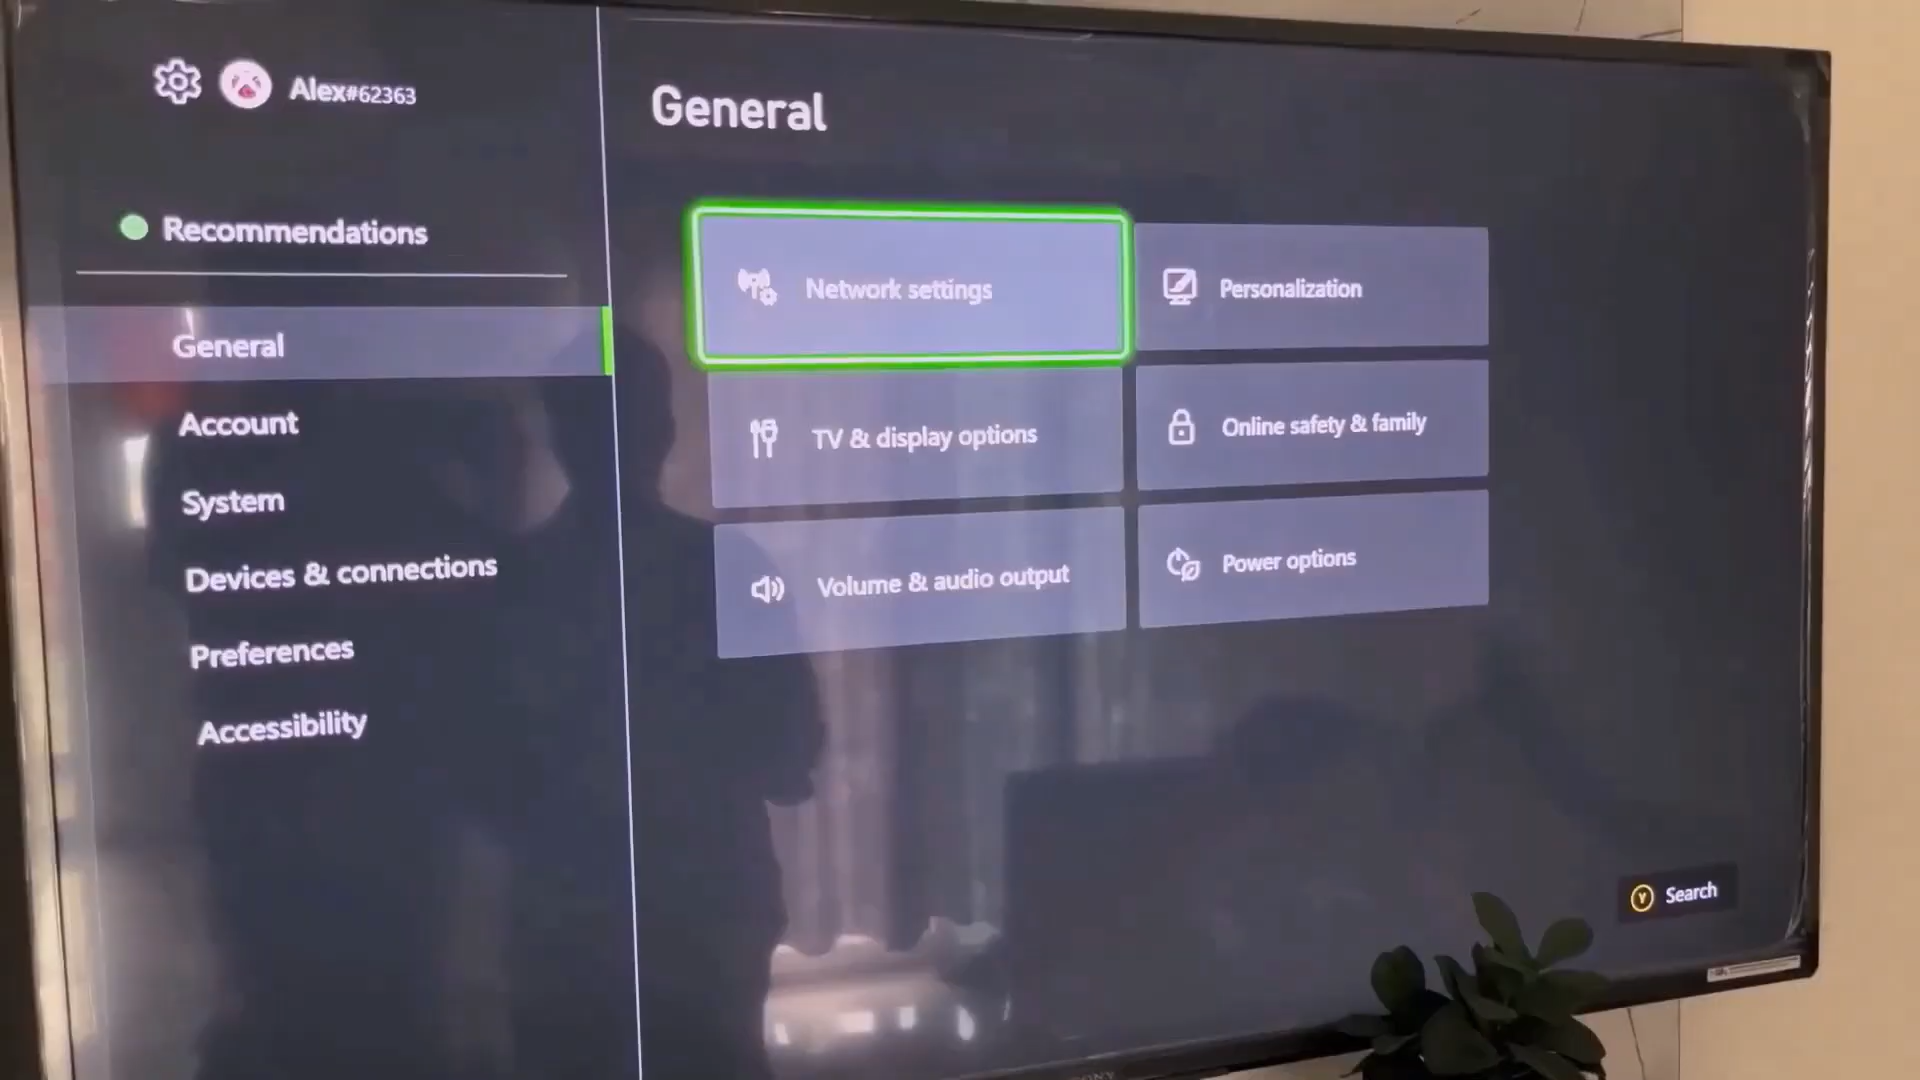 Alex#62363
Recommendations
General
Account
System
Devices & connections
Preferences
Accessibility
General
Network settings
Personalization
TV & display options
Online safety & family
Volume & audio output
Power options
Y Search